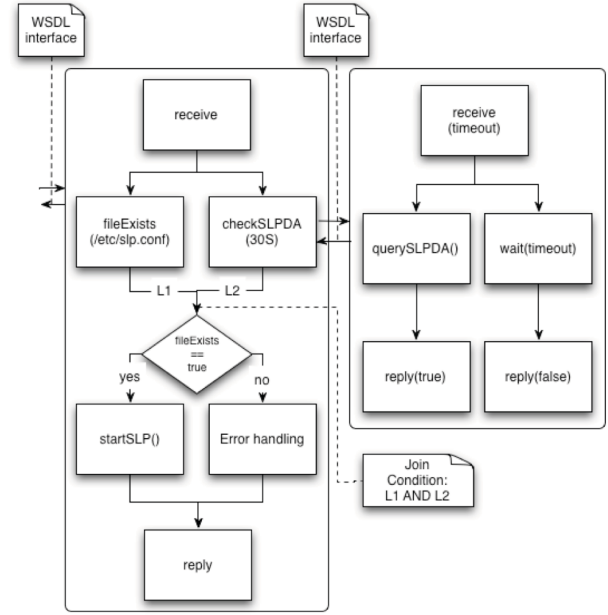 WSDL
interface
WSDL
interface
receive
fileExists
(/etc/slp.conf)
checkSLPDA
(30S)
L1
L2
fileExists
==
true
yes
no
startSLP()
Error handling
reply
receive
(timeout)
querySLPDA()
wait(timeout)
reply(true)
reply(false)
Join
Condition:
L1 AND L2